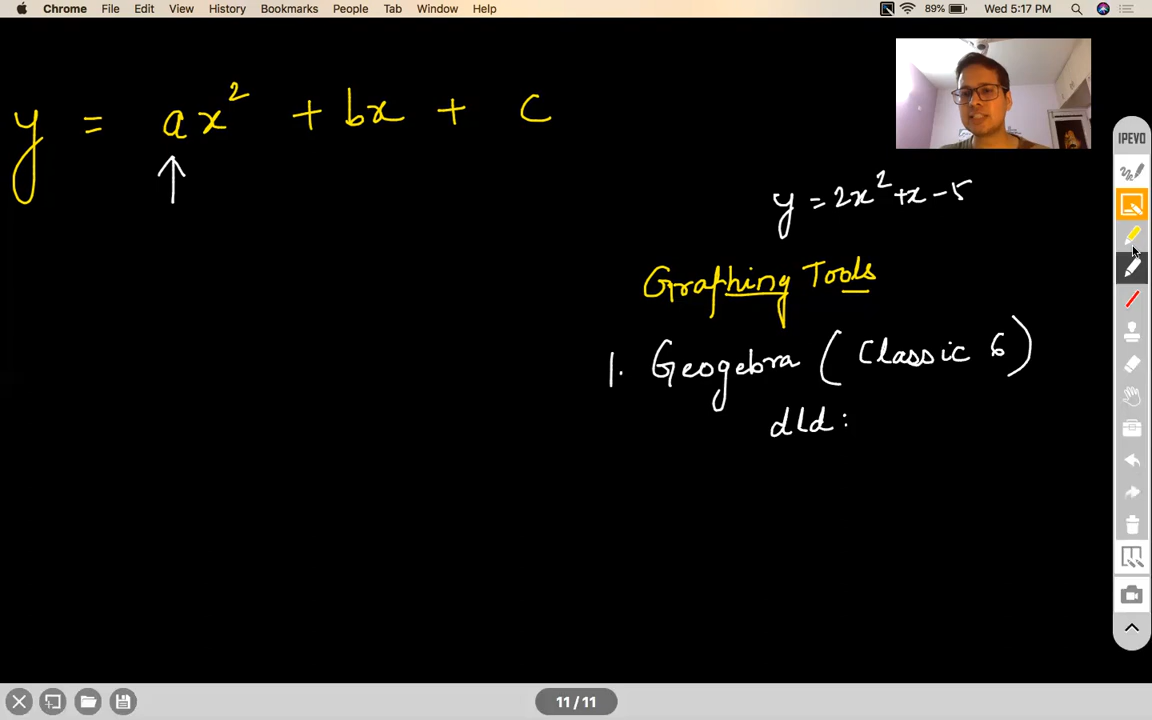 Chrome File Edit View History Bookmarks People Tab Window Help 89% Wed 5:17 PM
y = ax² + bx + c
IPEVO
y = 2x² + x - 5
Graphing Tools
1. Geogebra (Classic 6)
dld:
11 / 11